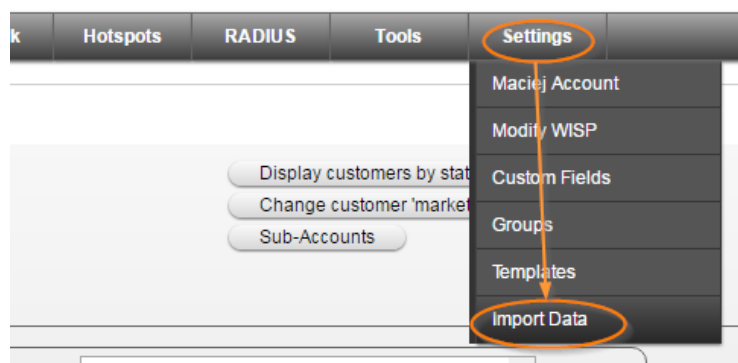 k Hotspots RADIUS Tools Settings
Maciej Account
Modify WISP
Custom Fields
Groups
Templates
Import Data
Display customers by stat
Change customer 'market
Sub-Accounts